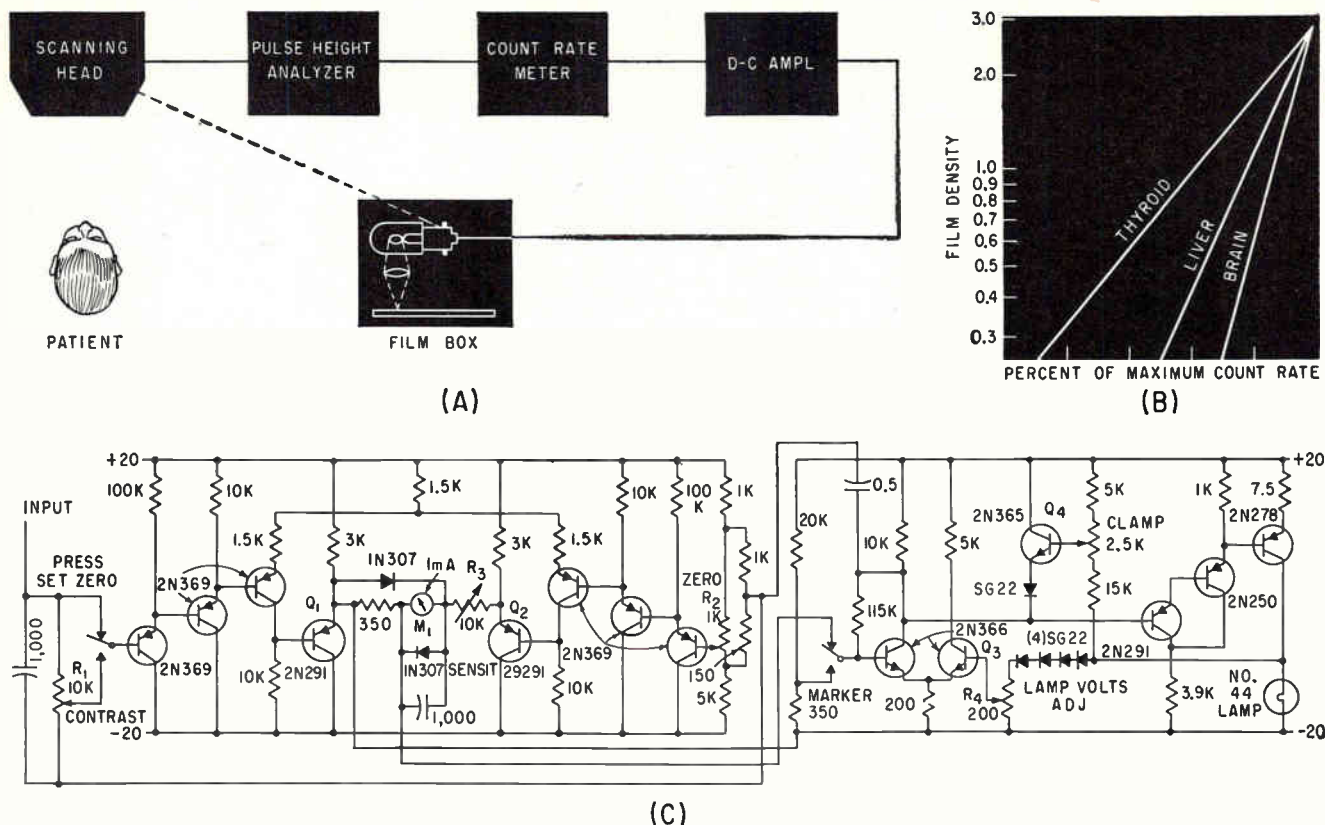 SCANNING
HEAD
PULSE HEIGHT
ANALYZER
COUNT RATE
METER
D-C AMPL
PATIENT
FILM BOX
(A)
3.0
2.0
1.0
0.9
0.8
0.7
0.6
0.5
0.4
0.3
FILM DENSITY
THYROID
LIVER
BRAIN
PERCENT OF MAXIMUM COUNT RATE
(B)
+20
100K
10K
1.5K
1.5K
3K
1N307
1mA
R3
3K
1.5K
10K
100
K
1K
1K
INPUT
PRESS
SET ZERO
2N369
Q1
350
M1
10K
Q2
ZERO
R2
1K
1,000
R1
10K
CONTRAST
2N369
10K
2N291
1N307
SENSIT
1,000
29291
10K
2N369
150
5K
-20
20K
0.5
10K
5K
2N365
Q4
5K
CLAMP
2.5K
SG22
15K
1K
7.5
+20
2N278
2N250
115K
2N366
Q3
(4)SG22
2N291
MARKER
350
200
R4
200
LAMP VOLTS
ADJ
3.9K
NO.
44
LAMP
-20
(C)